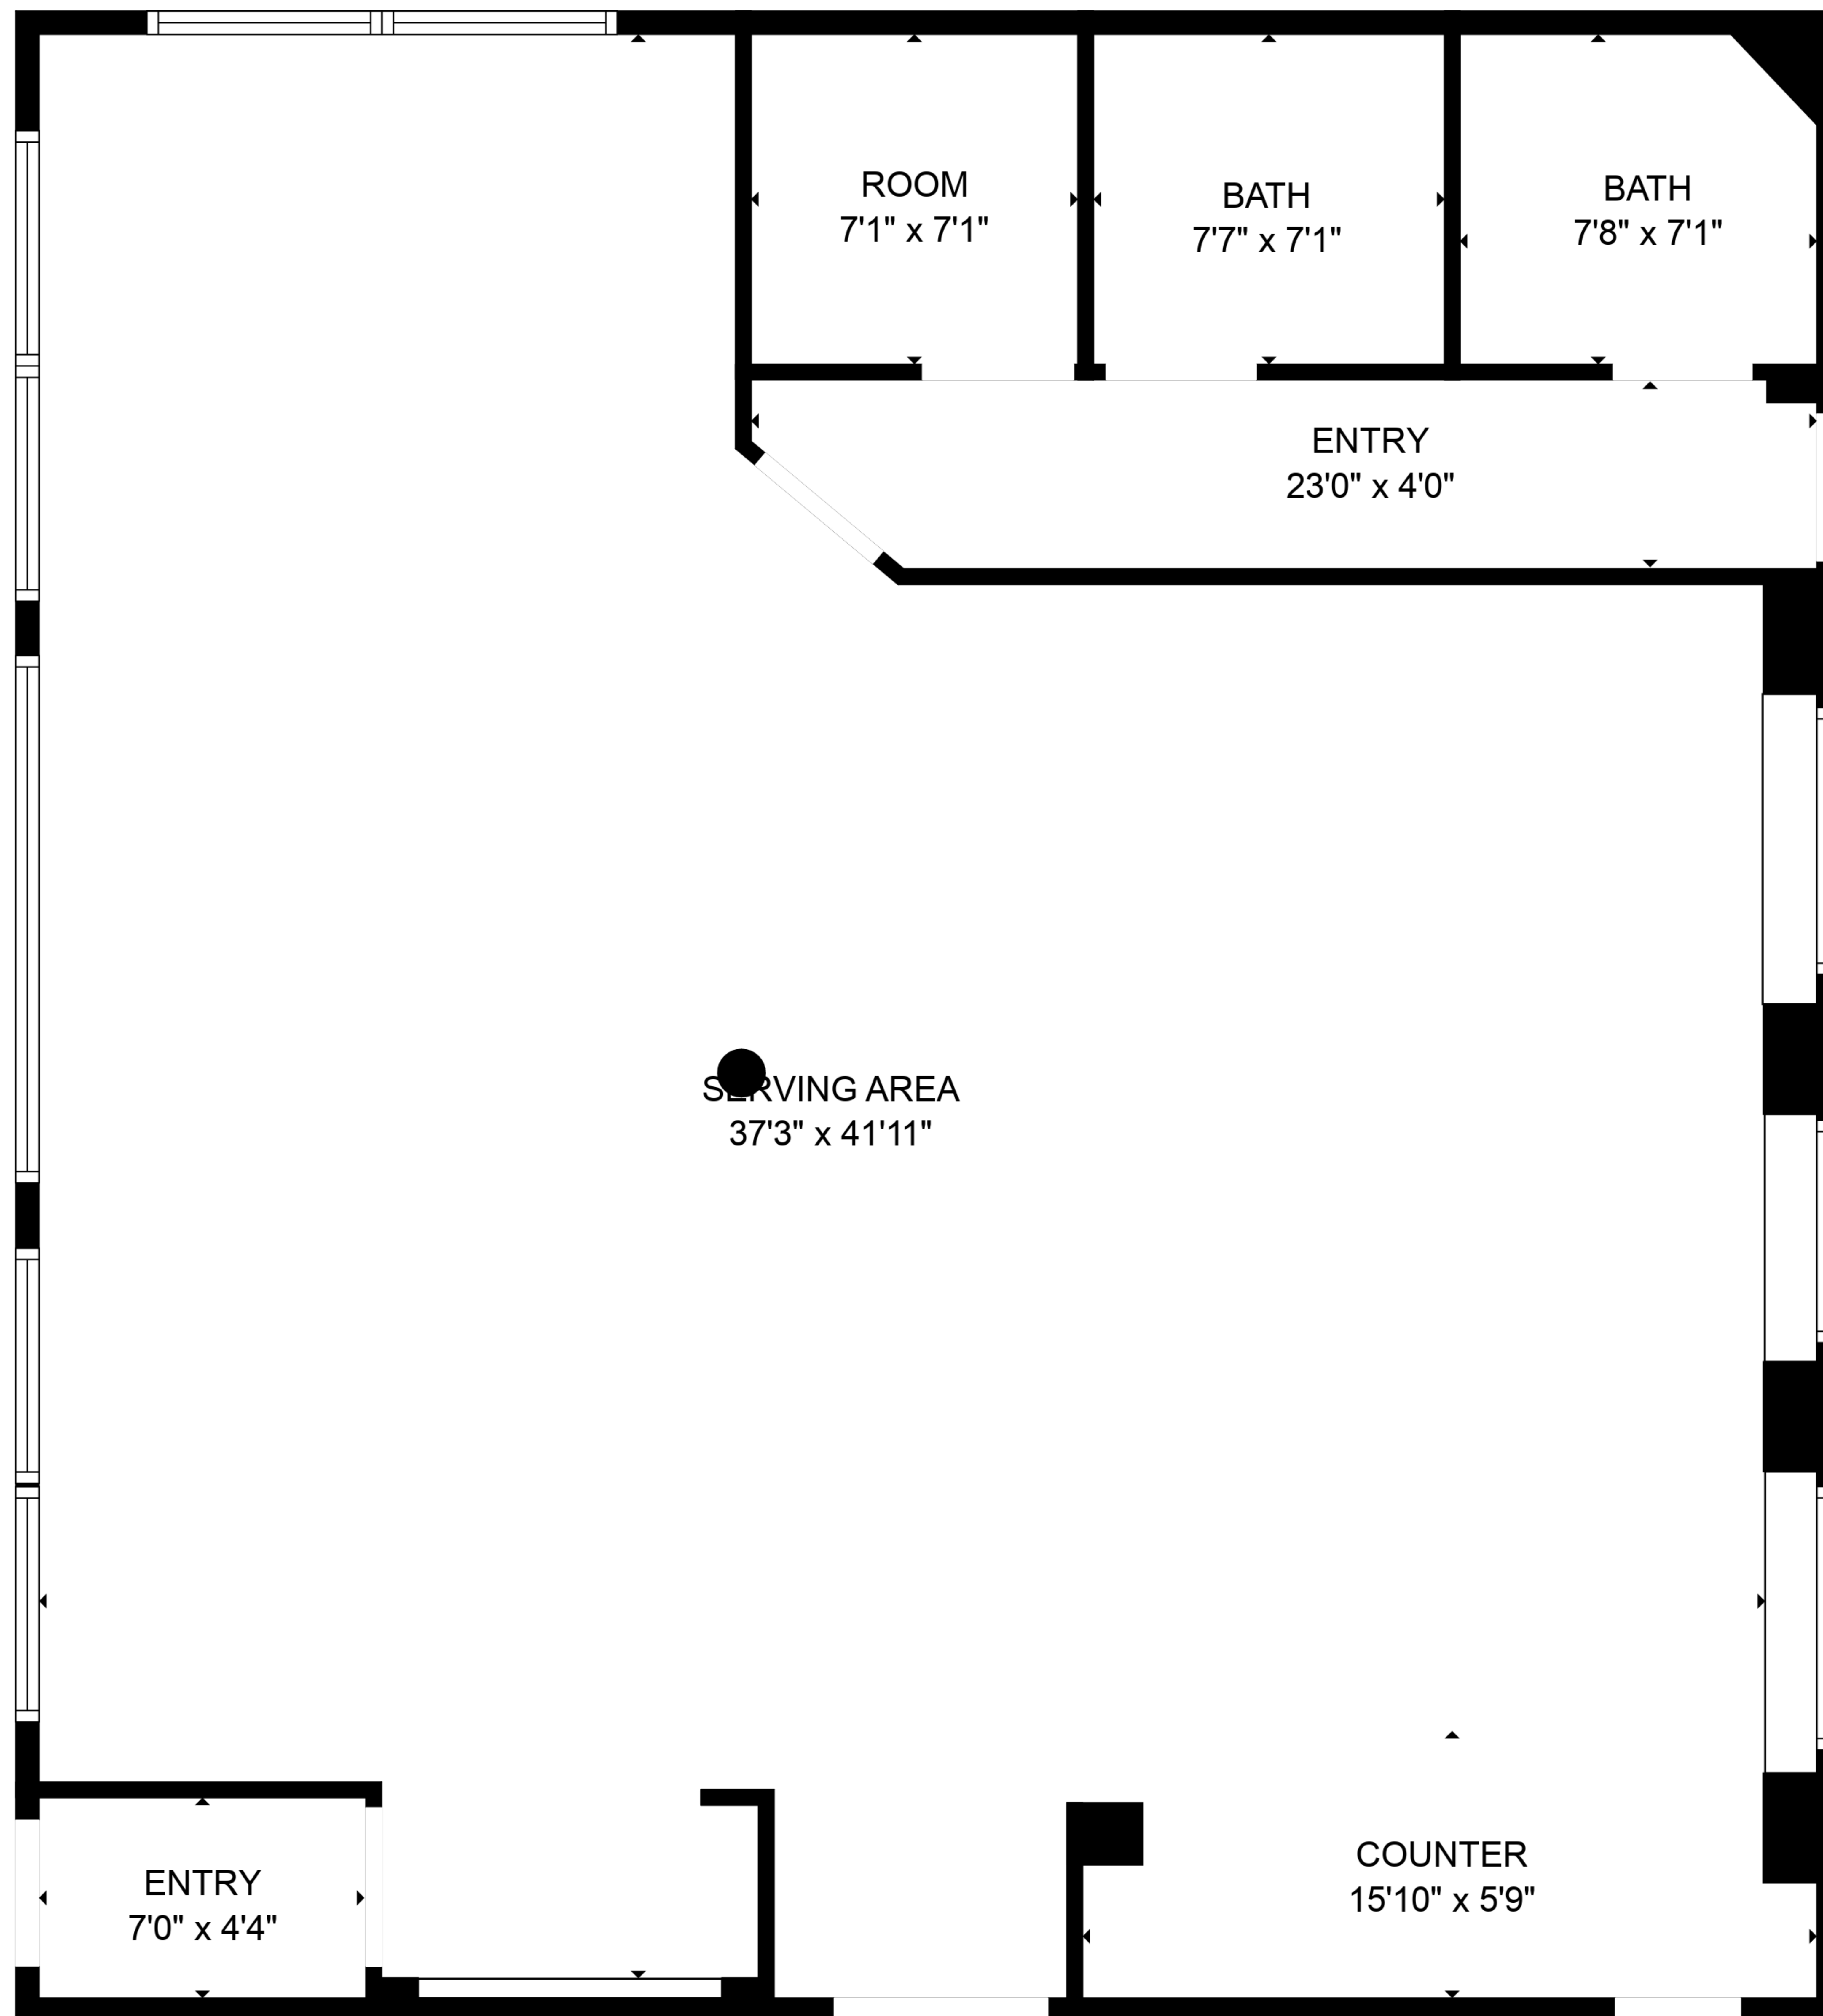 ROOM
7'1" x 7'1"
BATH
7'7" x 7'1"
BATH
7'8" x 7'1"
ENTRY
23'0" x 4'0"
SERVING AREA
37'3" x 41'11"
COUNTER
15'10" x 5'9"
ENTRY
7'0" x 4'4"